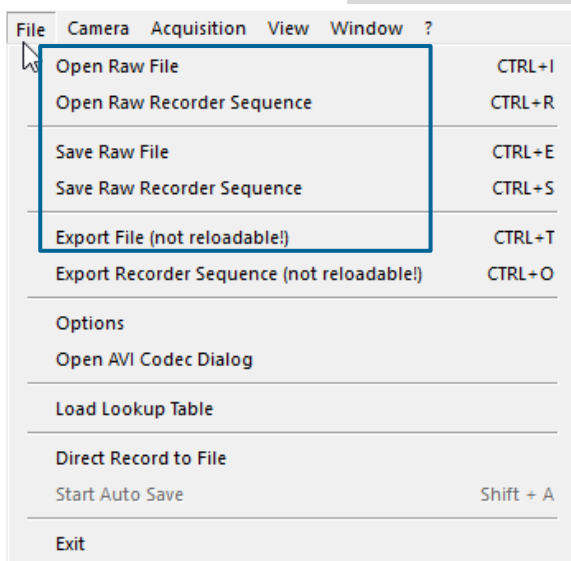 File Camera Acquisition View Window ?
Open Raw File CTRL+I
Open Raw Recorder Sequence CTRL+R
Save Raw File CTRL+E
Save Raw Recorder Sequence CTRL+S
Export File (not reloadable!) CTRL+T
Export Recorder Sequence (not reloadable!) CTRL+O
Options
Open AVI Codec Dialog
Load Lookup Table
Direct Record to File
Start Auto Save Shift + A
Exit